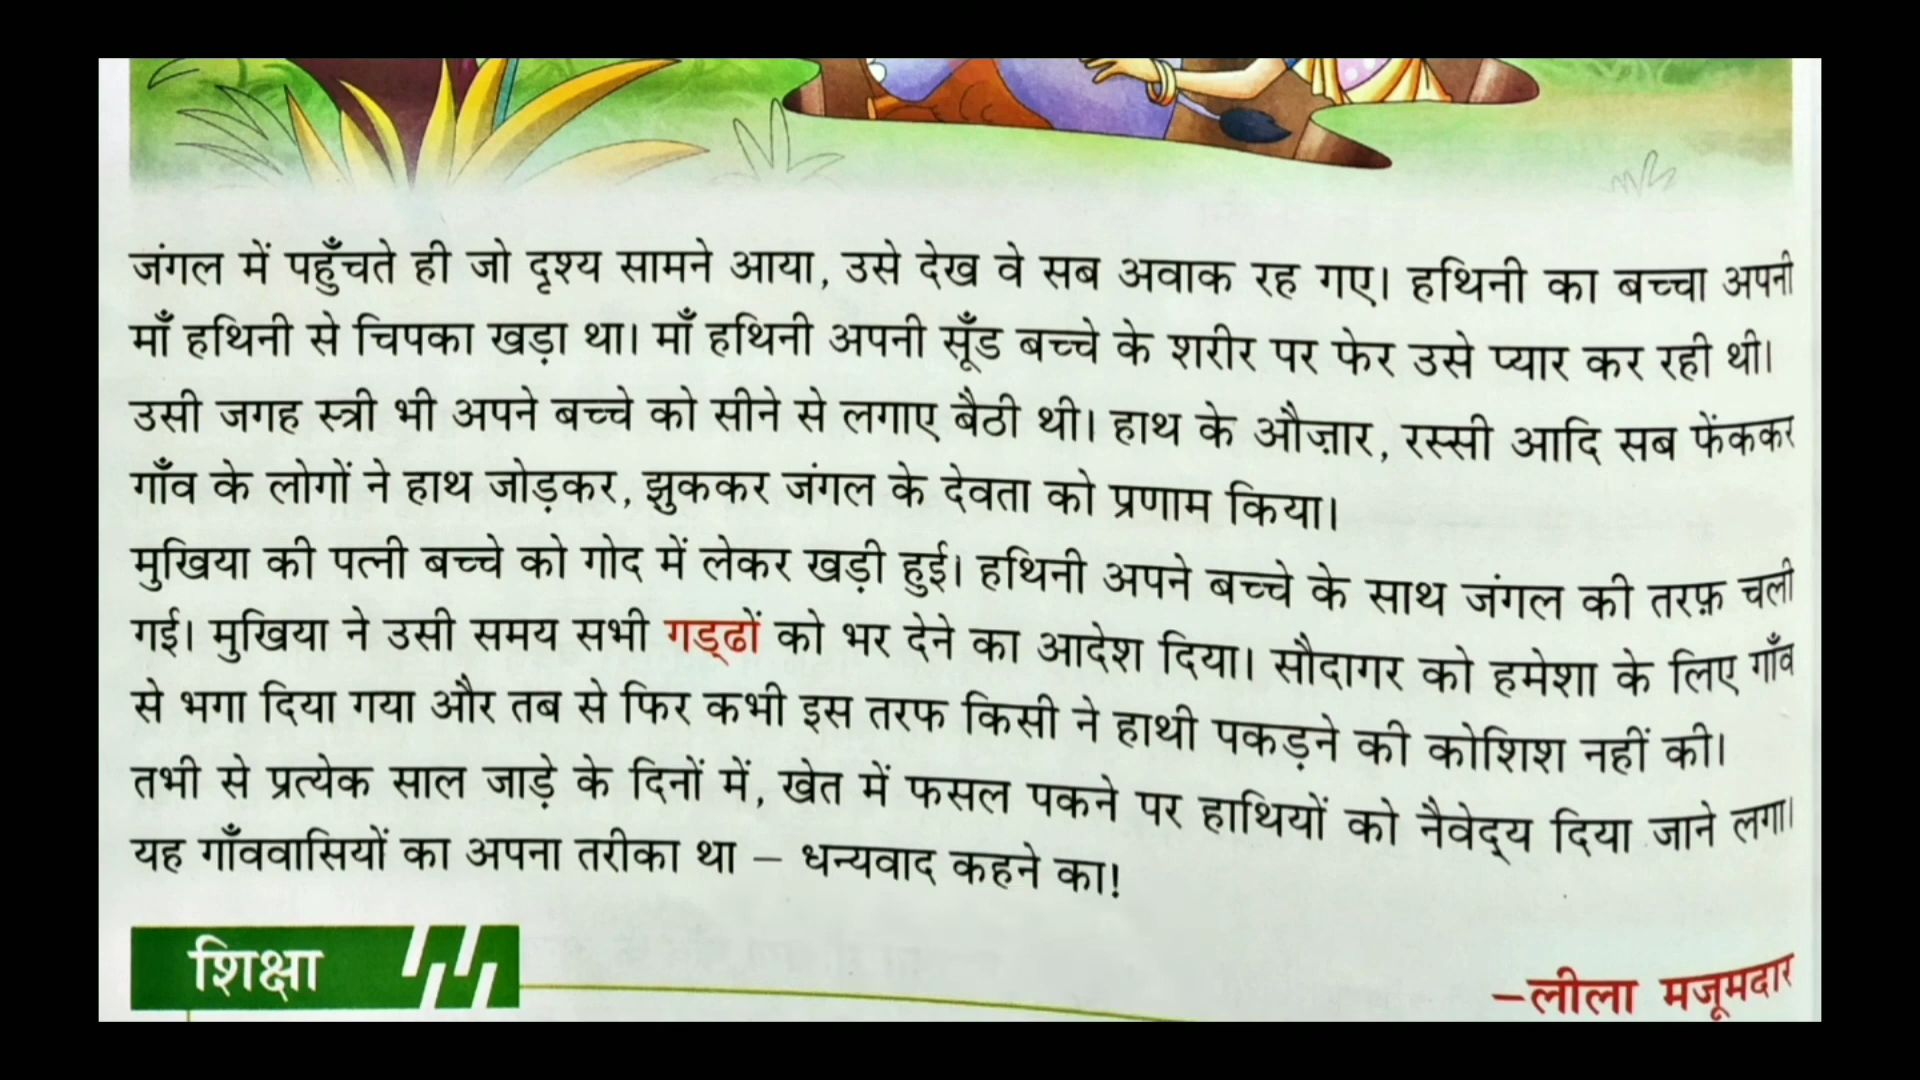 जंगल में पहुँचते ही जो दृश्य सामने आया, उसे देख वे सब अवाक रह गए। हथिनी का बच्चा अपनी
माँ हथिनी से चिपका खड़ा था। माँ हथिनी अपनी सूँड बच्चे के शरीर पर फेर उसे प्यार कर रही थी।
उसी जगह स्त्री भी अपने बच्चे को सीने से लगाए बैठी थी। हाथ के औज़ार, रस्सी आदि सब फेंककर
गाँव के लोगों ने हाथ जोड़कर, झुककर जंगल के देवता को प्रणाम किया।
मुखिया की पत्नी बच्चे को गोद में लेकर खड़ी हुई। हथिनी अपने बच्चे के साथ जंगल की तरफ़ चली
गई। मुखिया ने उसी समय सभी गड्ढों को भर देने का आदेश दिया। सौदागर को हमेशा के लिए गाँव
से भगा दिया गया और तब से फिर कभी इस तरफ किसी ने हाथी पकड़ने की कोशिश नहीं की।
तभी से प्रत्येक साल जाड़े के दिनों में, खेत में फसल पकने पर हाथियों को नैवेद्य दिया जाने लगा।
यह गाँववासियों का अपना तरीका था – धन्यवाद कहने का!
शिक्षा
–लीला मजूमदार